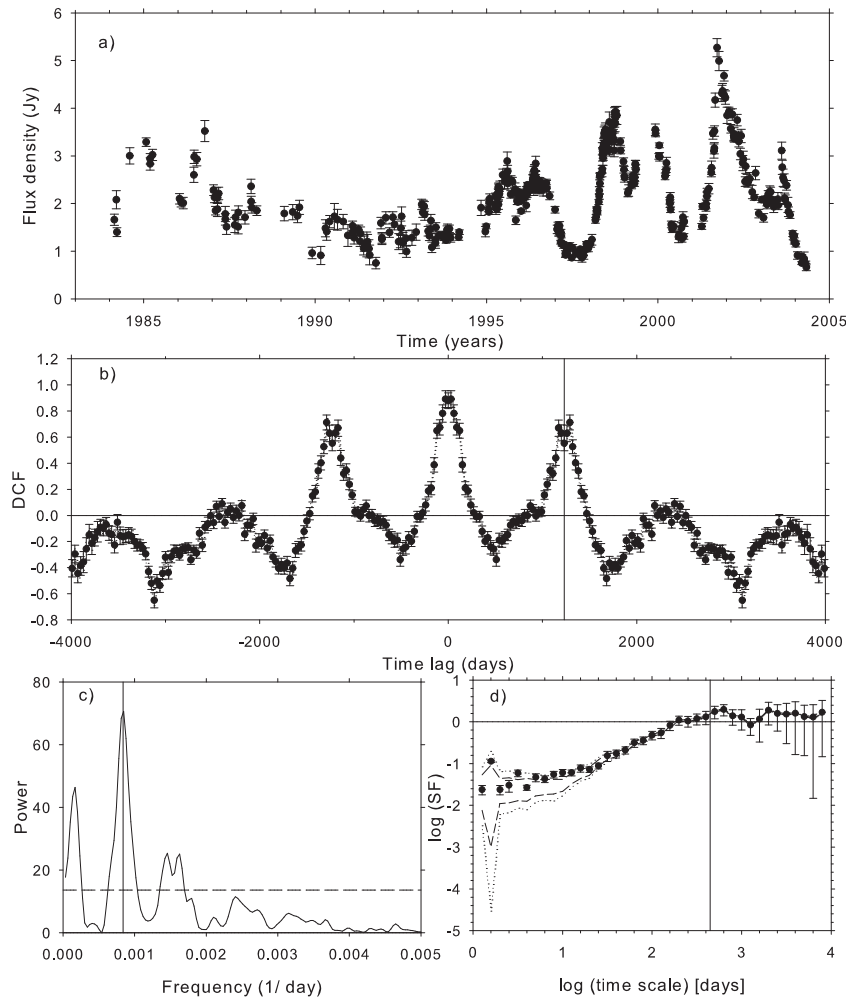 a)
6
5
4
3
2
1
0
Flux density (Jy)
1985 1990 1995 2000 2005
Time (years)
b)
1.2
1.0
0.8
0.6
0.4
0.2
0.0
-0.2
-0.4
-0.6
-0.8
DCF
-4000 -2000 0 2000 4000
Time lag (days)
c)
80
60
40
20
0
Power
0.000 0.001 0.002 0.003 0.004 0.005
Frequency (1/ day)
d)
1
0
-1
-2
-3
-4
-5
log (SF)
0 1 2 3 4
log (time scale) [days]